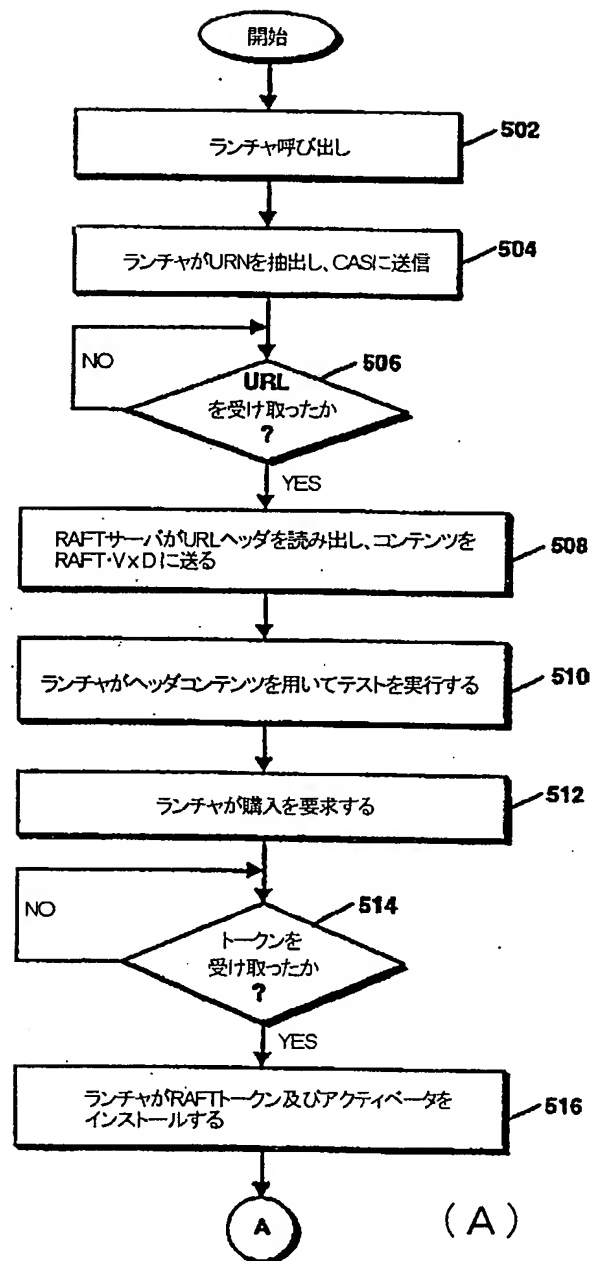 開始
ランチャ呼び出し
502
ランチャがURNを抽出し、CASに送信
504
NO
506
URL
を受け取ったか
?
YES
RAFTサーバがURLヘッダを読み出し、コンテンツを
RAFT・VxDに送る
508
ランチャがヘッダコンテンツを用いてテストを実行する
510
ランチャが購入を要求する
512
NO
514
トークンを
受け取ったか
?
YES
ランチャがRAFTトークン及びアクティベータを
インストールする
516
A
(A)